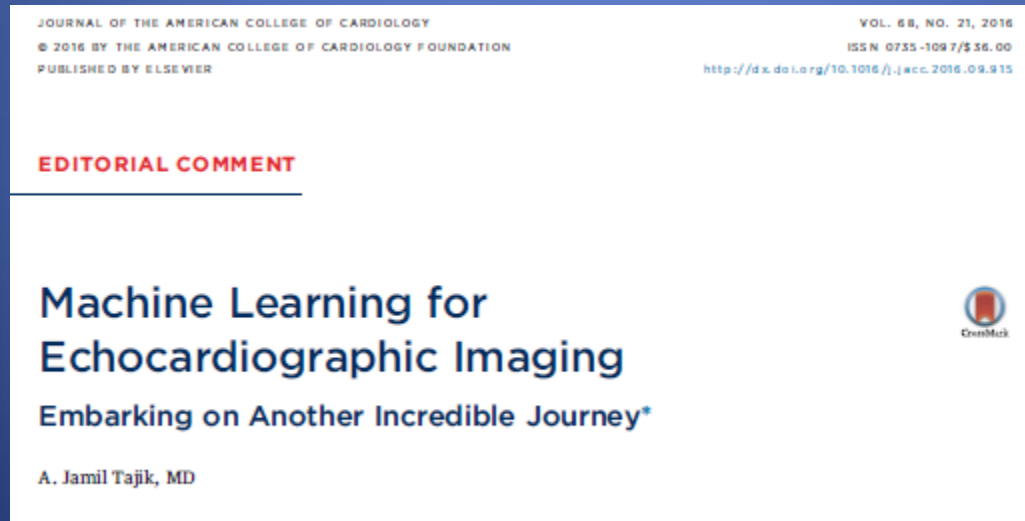 JOURNAL OF THE AMERICAN COLLEGE OF CARDIOLOGY
© 2016 BY THE AMERICAN COLLEGE OF CARDIOLOGY FOUNDATION
PUBLISHED BY ELSEVIER
VOL. 68, NO. 21, 2016
ISSN 0735-1097/$36.00
http://dx.doi.org/10.1016/j.jacc.2016.09.915
EDITORIAL COMMENT
Machine Learning for
Echocardiographic Imaging
Embarking on Another Incredible Journey*
CrossMark
A. Jamil Tajik, MD